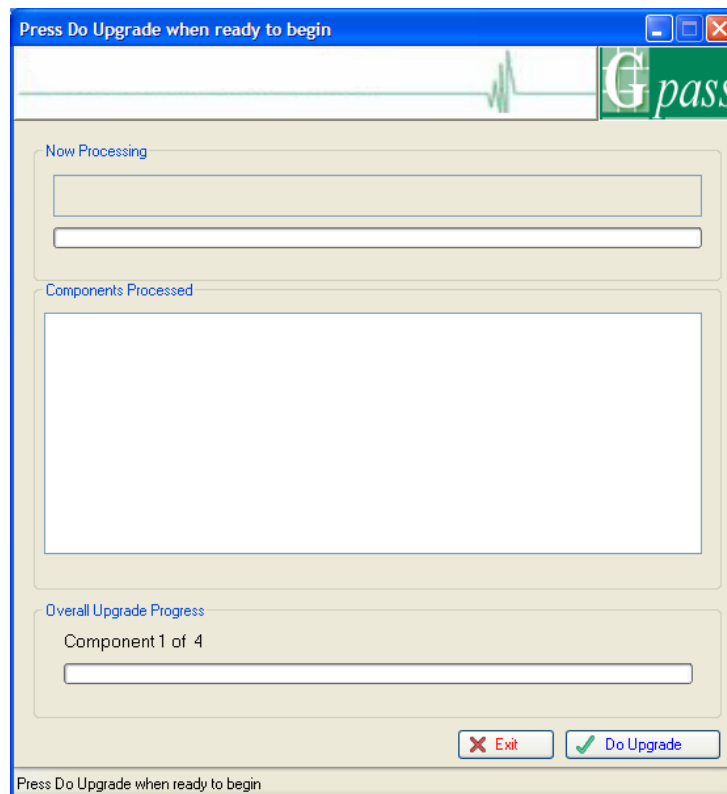 Press Do Upgrade when ready to begin
G pass
Now Processing
Components Processed
Overall Upgrade Progress
Component 1 of 4
Exit
Do Upgrade
Press Do Upgrade when ready to begin